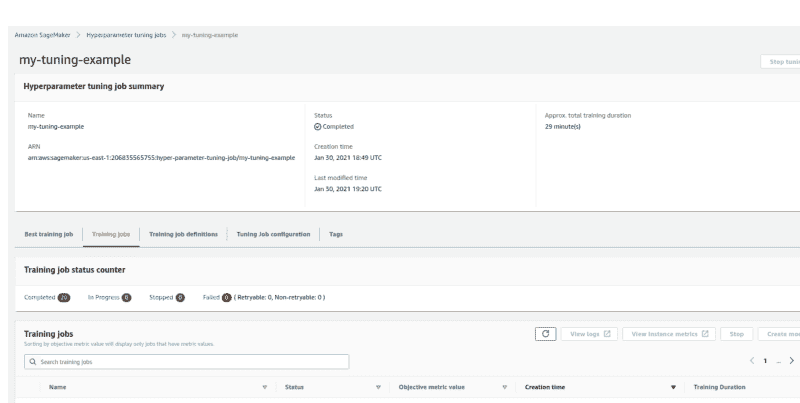 Amazon SageMaker > Hyperparameter tuning jobs > my-tuning-example
my-tuning-example
Stop tunin
Hyperparameter tuning job summary
Name
my-tuning-example
ARN
arn:aws:sagemaker:us-east-1:206835565755:hyper-parameter-tuning-job/my-tuning-example
Status
Completed
Creation time
Jan 30, 2021 18:49 UTC
Last modified time
Jan 30, 2021 19:20 UTC
Approx. total training duration
29 minute(s)
Best training job Training jobs Training job definitions Tuning Job configuration Tags
Training job status counter
Completed 20 In Progress 0 Stopped 0 Failed 0 ( Retryable: 0, Non-retryable: 0 )
Training jobs
Sorting by objective metric value will display only jobs that have metric values.
View logs View instance metrics Stop Create mo
Search training jobs
< 1 ... >
Name Status Objective metric value Creation time Training Duration